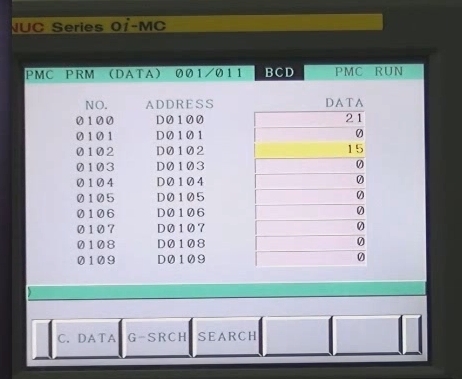 NUC Series 0i-MC
PMC PRM (DATA) 001/011 BCD PMC RUN
NO. ADDRESS DATA
0100 D0100 21
0101 D0101 0
0102 D0102 15
0103 D0103 0
0104 D0104 0
0105 D0105 0
0106 D0106 0
0107 D0107 0
0108 D0108 0
0109 D0109 0
)
C. DATA G-SRCH SEARCH